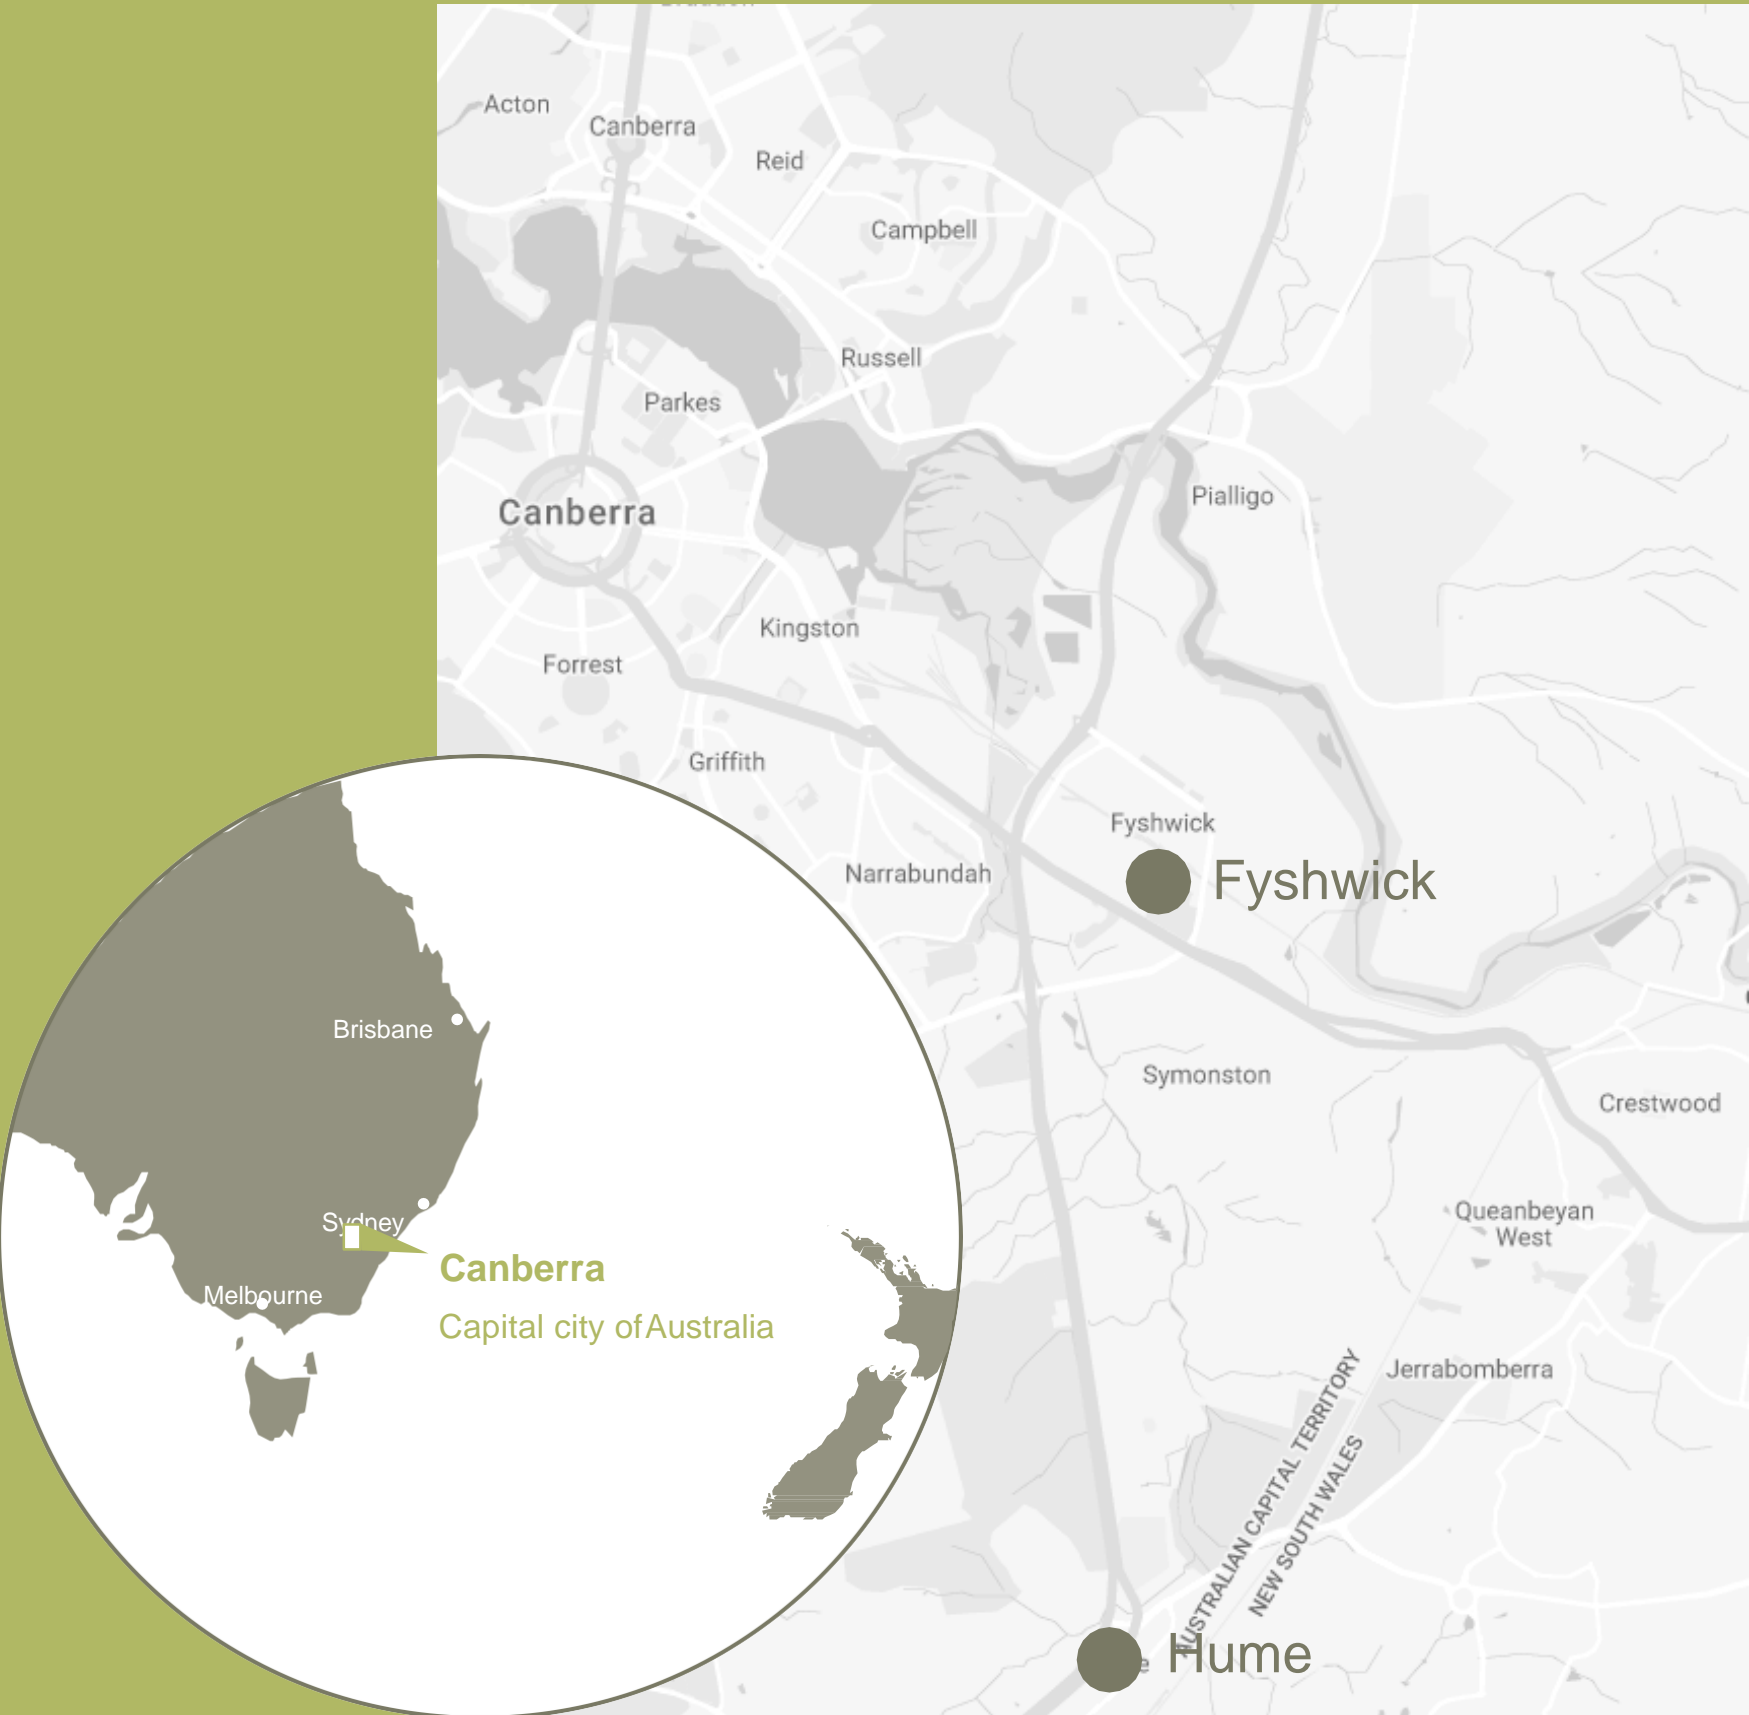 Acton
Canberra
Reid
Campbell
Russell
Parkes
Canberra
Pialligo
Kingston
Forrest
Griffith
Fyshwick
Fyshwick
Narrabundah
Brisbane
Symonston
Crestwood
Sydney
Queanbeyan
West
Canberra
Melbourne
Capital city of Australia
Jerrabomberra
AUSTRALIAN CAPITAL TERRITORY
NEW SOUTH WALES
Hume